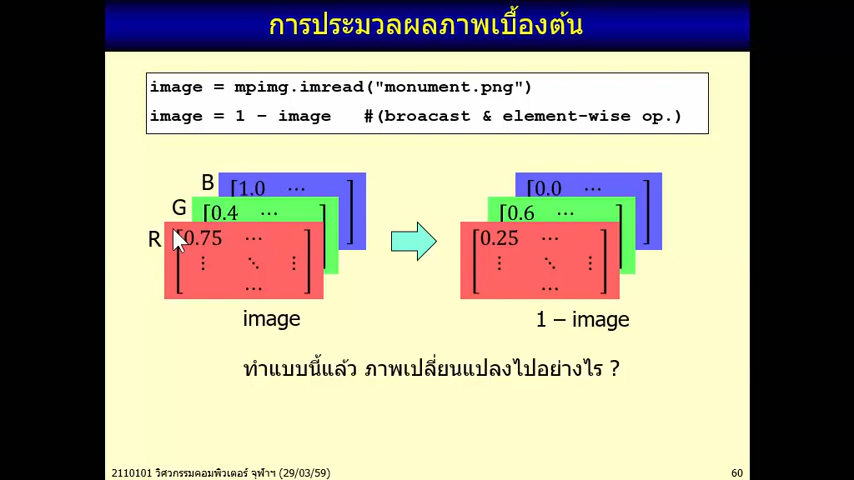 การประมวลผลภาพเบื้องต้น
image = mpimg.imread("monument.png")
image = 1 – image #(broacast & element-wise op.)
B [1.0 ⋯ ]
G [0.4 ⋯ ]
R [0.75 ⋯
⋮ ⋱ ⋮
⋯ ]
image
[0.0 ⋯ ]
[0.6 ⋯ ]
[0.25 ⋯
⋮ ⋱ ⋮
⋯ ]
1 – image
ทำแบบนี้แล้ว ภาพเปลี่ยนแปลงไปอย่างไร ?
2110101 วิศวกรรมคอมพิวเตอร์ จุฬาฯ (29/03/59)
60